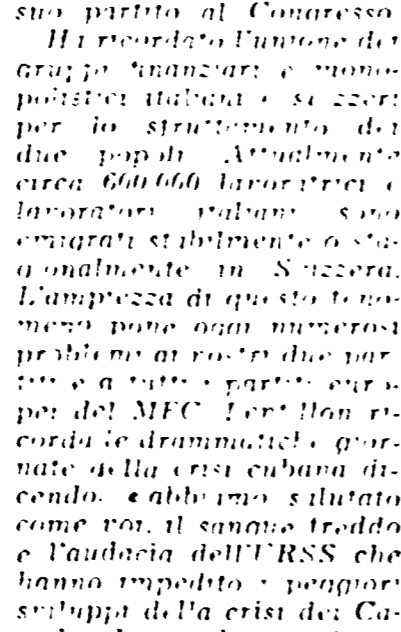 suo partito al Congresso
Ha ricordato l'unione dei
gruppi finanziari e mono-
polistici italiani e svizzeri
per lo sfruttamento dei
due popoli. Attualmente
circa 600.000 lavoratrici e
lavoratori italiani sono
emigrati stabilmente o sta-
gionalmente in Svizzera.
L'ampiezza di questo feno-
meno pone oggi numerosi
problemi ai nostri due par-
titi e a tutti i partiti euro-
pei del MEC. ri-
corda le drammatiche gior-
nate della crisi cubana di-
cendo: « abbiamo salutato
come voi, il sangue freddo
e l'audacia dell'URSS che
hanno impedito i peggiori
sviluppi della crisi dei Ca-